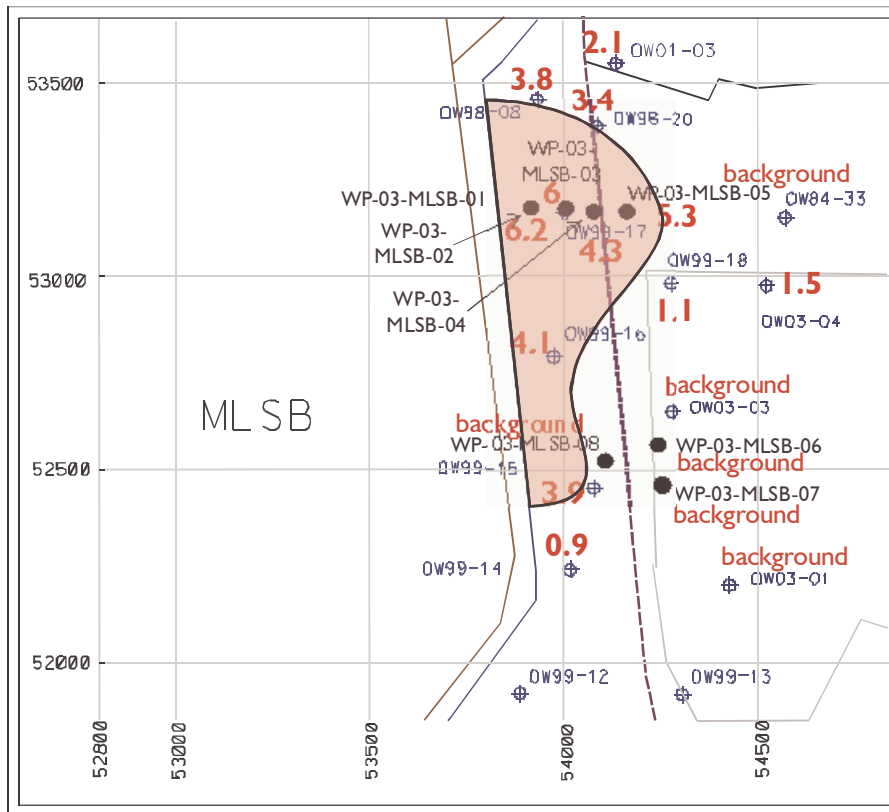 2.1
OW01-03
53500
3.8
3.4
OW98-08
OW98-20
WP-03-
MLSB-03
background
WP-03-MLSB-01
6
WP-03-MLSB-05
OW84-33
6.2
OW99-17
5.3
WP-03-
MLSB-02
4.3
OW99-18
53000
WP-03-
MLSB-04
1.5
1.1
OW03-04
4.1
OW99-16
background
OW03-03
MLSB
background
WP-03-MLSB-08
WP-03-MLSB-06
OW99-15
background
3.9
WP-03-MLSB-07
52500
background
0.9
background
OW99-14
OW03-01
52000
OW99-12
OW99-13
52800
53000
53500
54000
54500